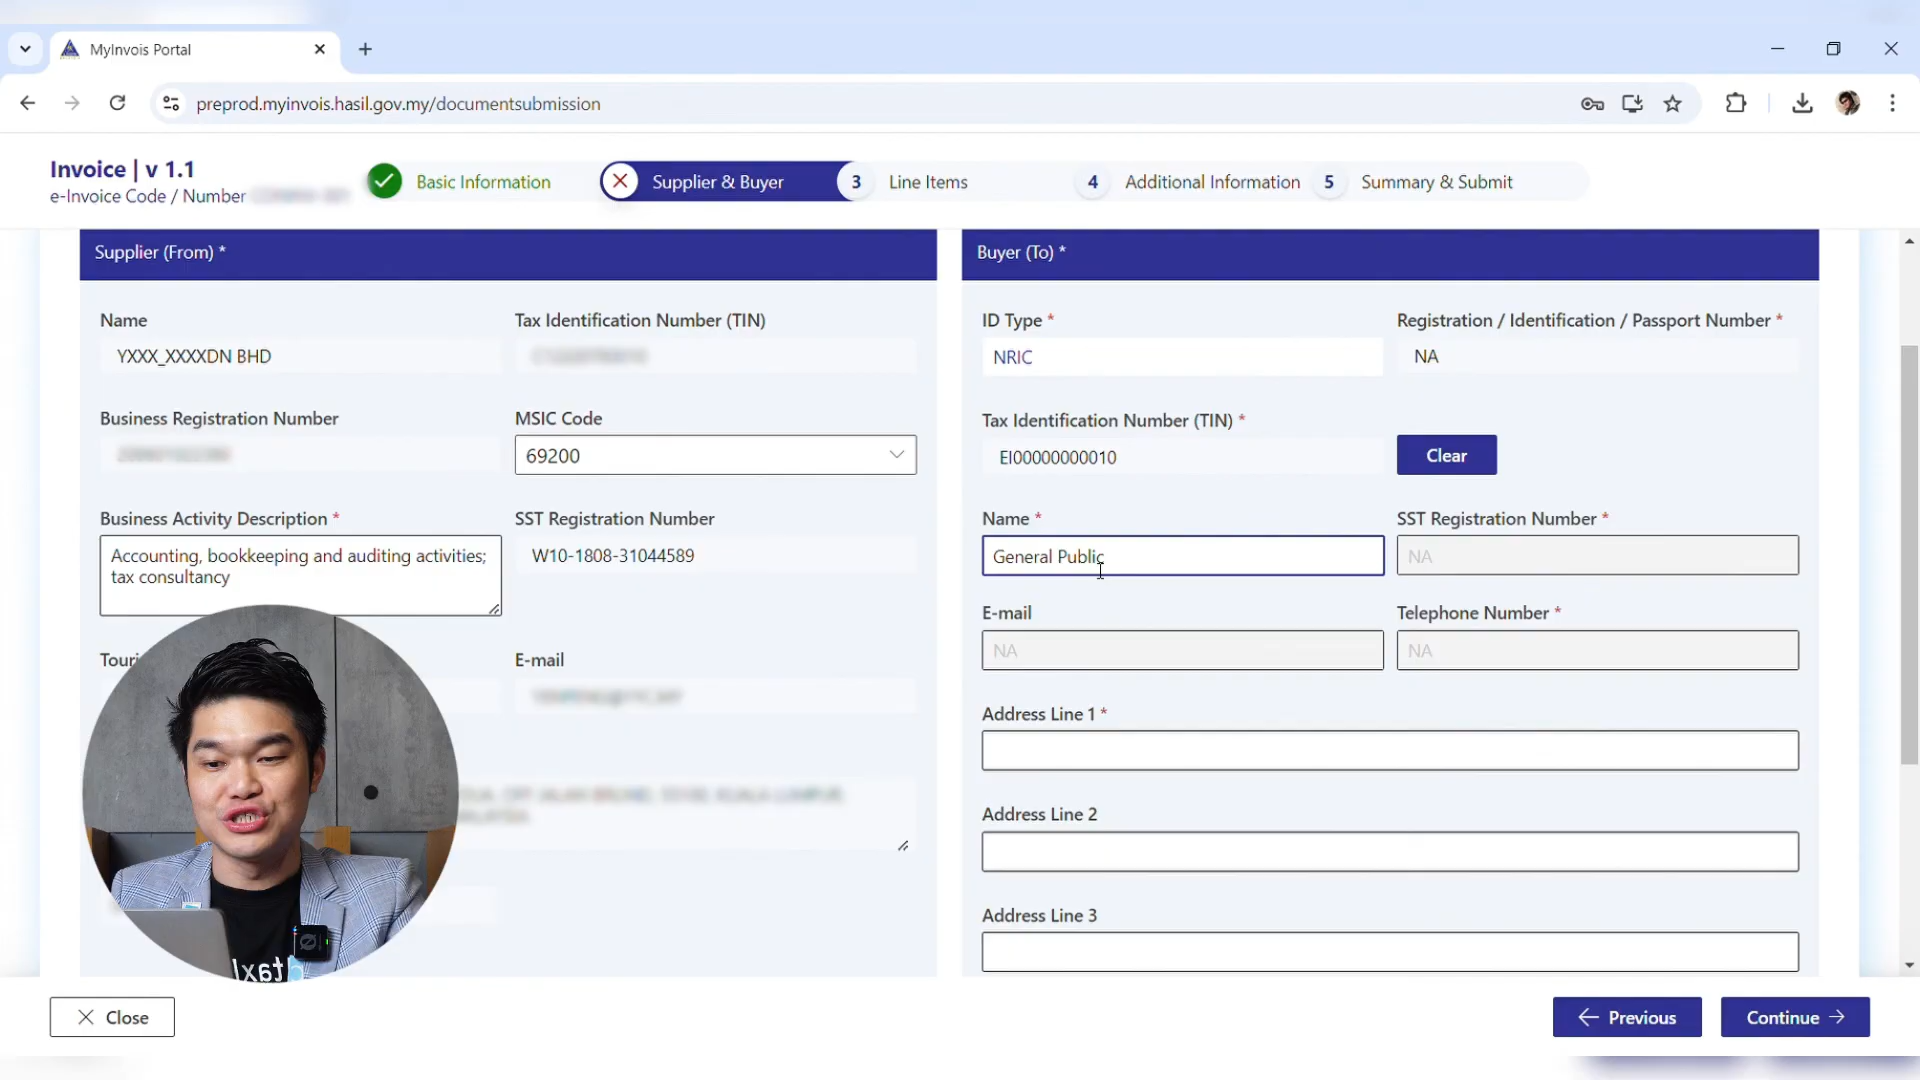 MyInvois Portal
preprod.myinvois.hasil.gov.my/documentsubmission
Invoice | v 1.1
e-Invoice Code / Number
Basic Information
Supplier & Buyer
3 Line Items
4 Additional Information
5 Summary & Submit
Supplier (From) *
Name
Tax Identification Number (TIN)
YXXX_XXXXDN BHD
Business Registration Number
MSIC Code
69200
Business Activity Description *
SST Registration Number
Accounting, bookkeeping and auditing activities;
tax consultancy
W10-1808-31044589
E-mail
Buyer (To) *
ID Type *
Registration / Identification / Passport Number *
NRIC
NA
Tax Identification Number (TIN) *
EI00000000010
Clear
Name *
SST Registration Number *
General Public
NA
E-mail
Telephone Number *
NA
NA
Address Line 1 *
Address Line 2
Address Line 3
Close
Previous
Continue